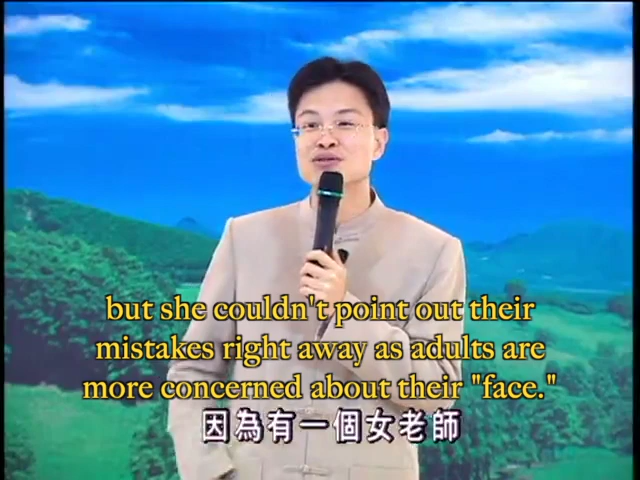 but she couldn't point out their
mistakes right away as adults are
more concerned about their "face."
因為有一個女老師